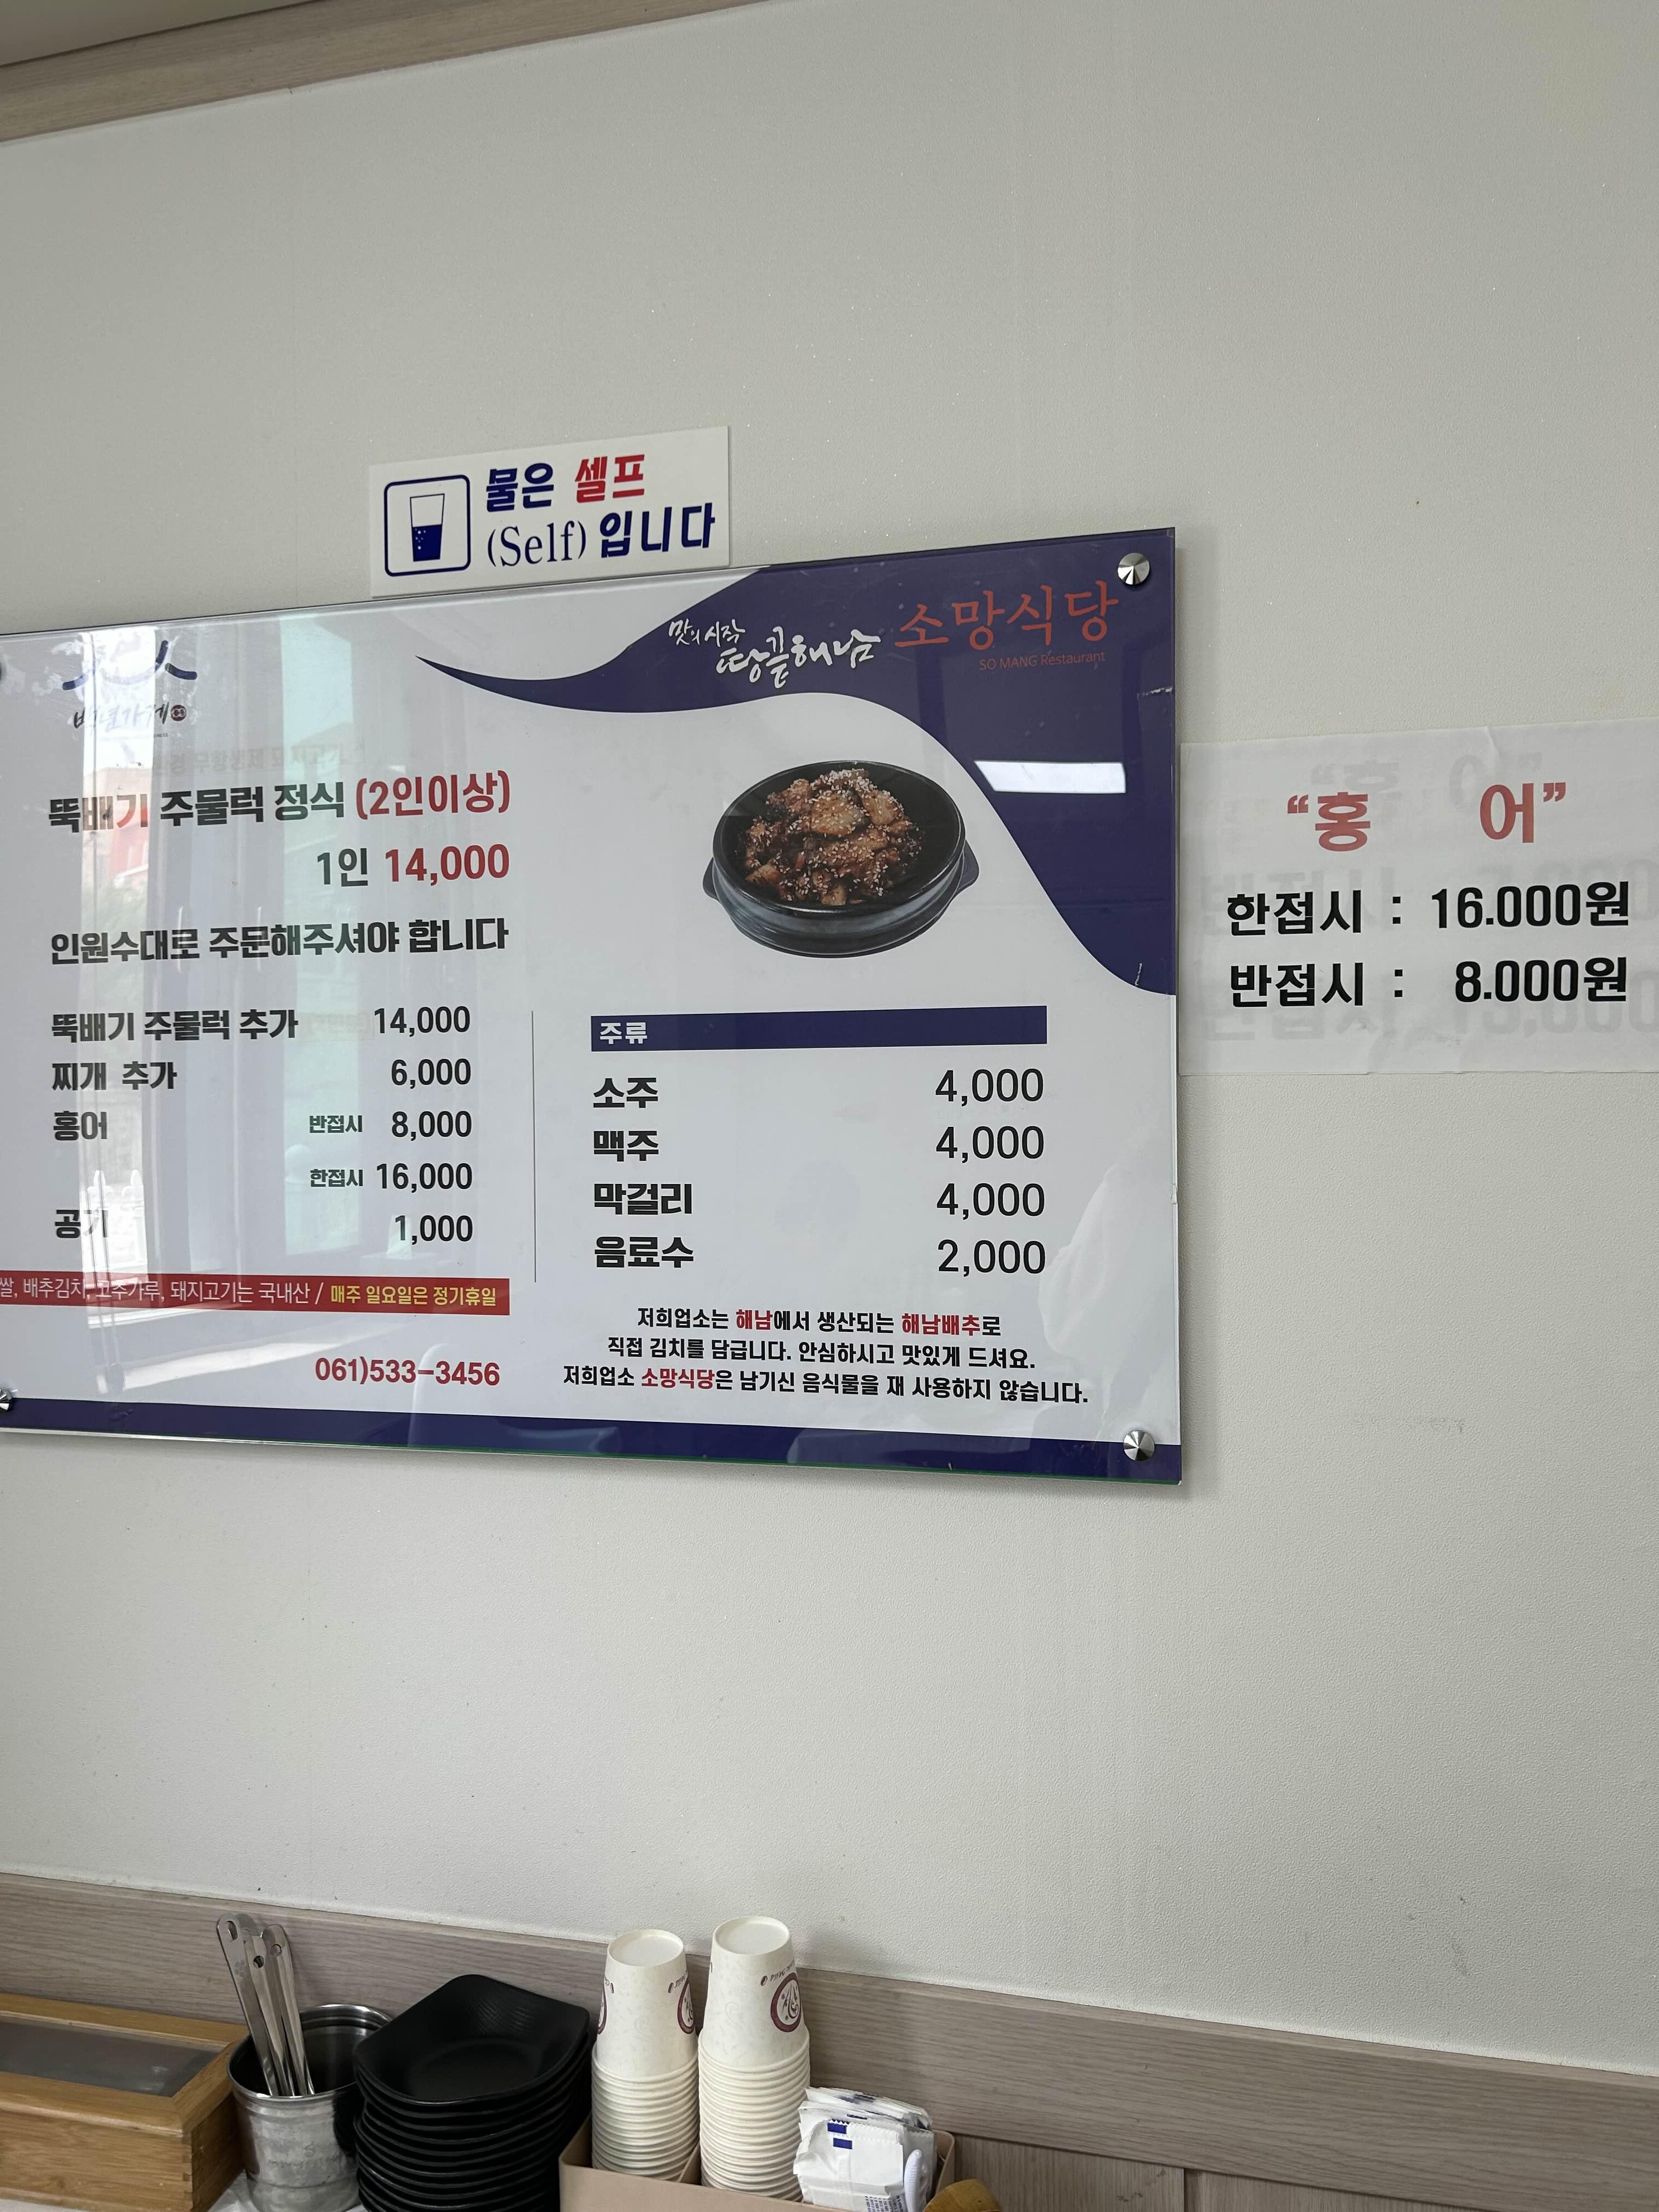 물은 셀프
(Self) 입니다
맛의 시작
땅끝해남
소망식당
SO MANG Restaurant
백년가게
뚝배기 주물럭 정식 (2인이상)
1인 14,000
인원수대로 주문해주셔야 합니다
뚝배기 주물럭 추가 14,000
찌개 추가 6,000
홍어 반접시 8,000
한접시 16,000
공기 1,000
쌀, 배추김치, 고추가루, 돼지고기는 국내산 / 매주 일요일은 정기휴일
061)533-3456
주류
소주 4,000
맥주 4,000
막걸리 4,000
음료수 2,000
저희업소는 해남에서 생산되는 해남배추로
직접 김치를 담급니다. 안심하시고 맛있게 드셔요.
저희업소 소망식당은 남기신 음식물을 재 사용하지 않습니다.
“홍 어”
한접시 : 16.000원
반접시 : 8.000원